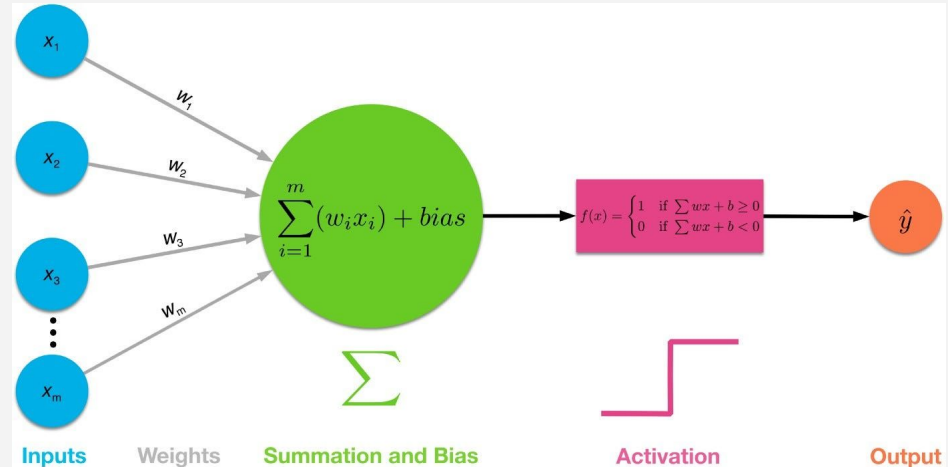 x₁
w₁
x₂
w₂
x₃
w₃
xₘ
wₘ
m
∑(wᵢxᵢ) + bias
i=1
f(x) = {1 if ∑ wx + b ≥ 0
0 if ∑ wx + b < 0
ŷ
∑
Inputs Weights Summation and Bias Activation Output